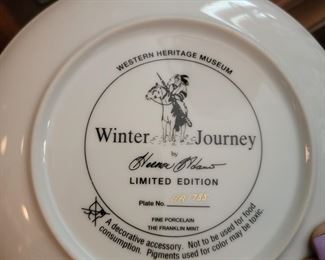 WESTERN HERITAGE MUSEUM
Winter Journey
by
LIMITED EDITION
Plate No.
FINE PORCELAIN
THE FRANKLIN MINT
A decorative accessory. Not to be used for food
consumption. Pigments used for color may be toxic.